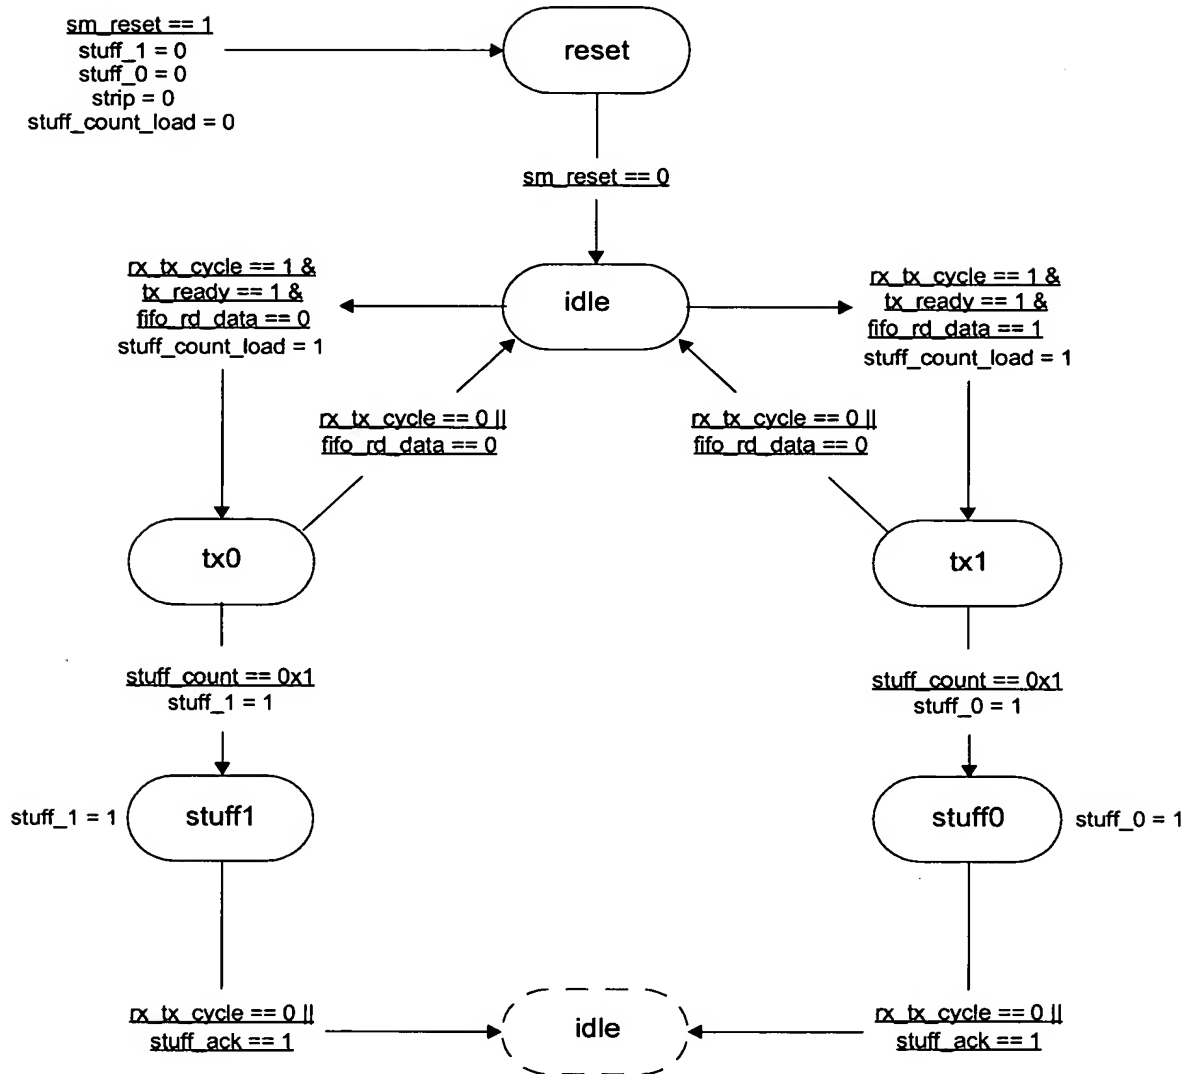 sm_reset == 1
stuff_1 = 0
stuff_0 = 0
strip = 0
stuff_count_load = 0
reset
sm_reset == 0
idle
rx_tx_cycle == 1 &
tx_ready == 1 &
fifo_rd_data == 0
stuff_count_load = 1
rx_tx_cycle == 1 &
tx_ready == 1 &
fifo_rd_data == 1
stuff_count_load = 1
rx_tx_cycle == 0 ||
fifo_rd_data == 0
rx_tx_cycle == 0 ||
fifo_rd_data == 0
tx0
tx1
stuff_count == 0x1
stuff_1 = 1
stuff_count == 0x1
stuff_0 = 1
stuff_1 = 1
stuff1
stuff0
stuff_0 = 1
rx_tx_cycle == 0 ||
stuff_ack == 1
idle
rx_tx_cycle == 0 ||
stuff_ack == 1